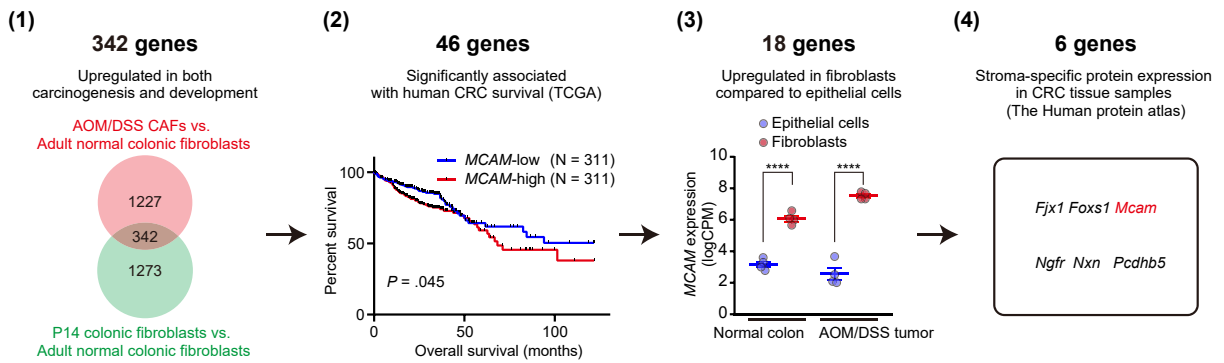 (1)
342 genes
Upregulated in both
carcinogenesis and development
AOM/DSS CAFs vs.
Adult normal colonic fibroblasts
1227
342
1273
P14 colonic fibroblasts vs.
Adult normal colonic fibroblasts
(2)
46 genes
Significantly associated
with human CRC survival (TCGA)
MCAM-low (N = 311)
MCAM-high (N = 311)
Percent survival
100
50
0
P = .045
0 50 100
Overall survival (months)
(3)
18 genes
Upregulated in fibroblasts
compared to epithelial cells
Epithelial cells
Fibroblasts
MCAM expression
(logCPM)
10
8
6
4
2
0
**** ****
Normal colon AOM/DSS tumor
(4)
6 genes
Stroma-specific protein expression
in CRC tissue samples
(The Human protein atlas)
Fjx1 Foxs1 Mcam
Ngfr Nxn Pcdhb5